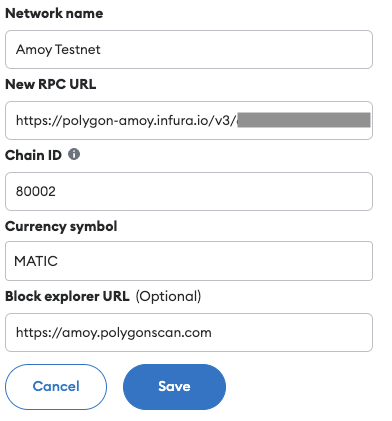 Network name
Amoy Testnet
New RPC URL
https://polygon-amoy.infura.io/v3/
Chain ID
80002
Currency symbol
MATIC
Block explorer URL (Optional)
https://amoy.polygonscan.com
Cancel Save